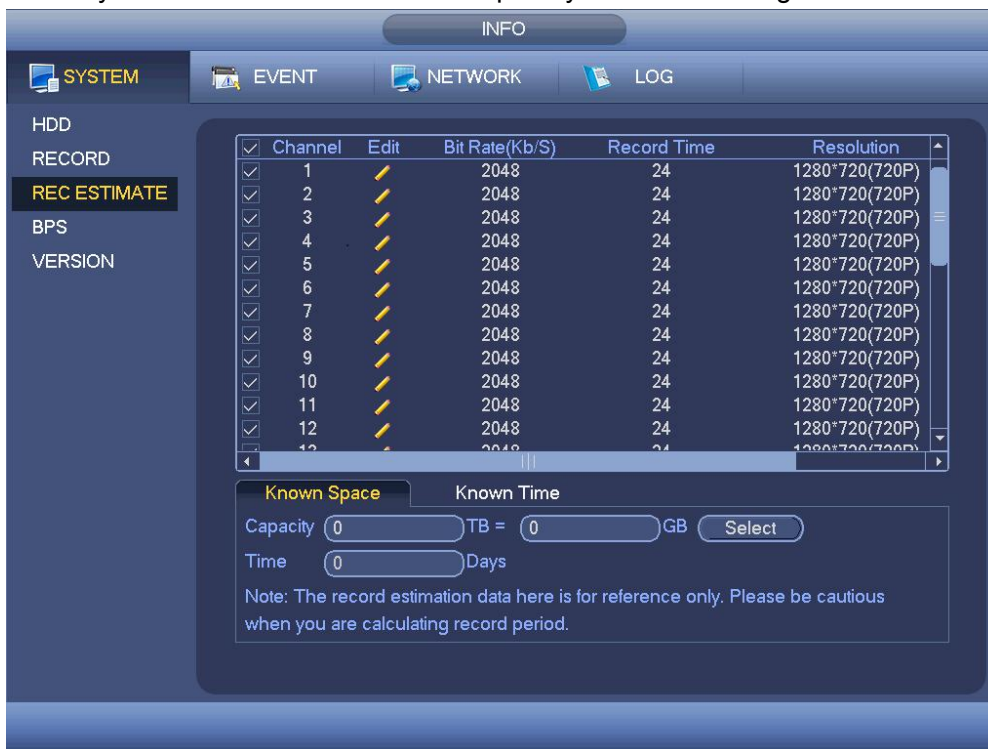 INFO
SYSTEM EVENT NETWORK LOG
HDD
RECORD
REC ESTIMATE
BPS
VERSION
Channel Edit Bit Rate(Kb/S) Record Time Resolution
1 2048 24 1280*720(720P)
2 2048 24 1280*720(720P)
3 2048 24 1280*720(720P)
4 2048 24 1280*720(720P)
5 2048 24 1280*720(720P)
6 2048 24 1280*720(720P)
7 2048 24 1280*720(720P)
8 2048 24 1280*720(720P)
9 2048 24 1280*720(720P)
10 2048 24 1280*720(720P)
11 2048 24 1280*720(720P)
12 2048 24 1280*720(720P)
13 2048 24 1280*720(720P)
Known Space Known Time
Capacity 0 TB = 0 GB Select
Time 0 Days
Note: The record estimation data here is for reference only. Please be cautious
when you are calculating record period.